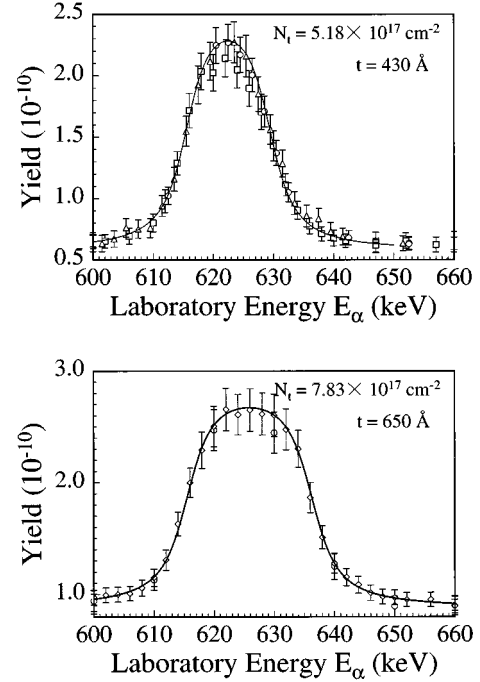 N_t = 5.18 × 10^17 cm^-2
t = 430 Å
2.5
2.0
1.5
1.0
0.5
Yield (10^-10)
600 610 620 630 640 650 660
Laboratory Energy E_α (keV)
N_t = 7.83 × 10^17 cm^-2
t = 650 Å
3.0
2.0
1.0
Yield (10^-10)
600 610 620 630 640 650 660
Laboratory Energy E_α (keV)